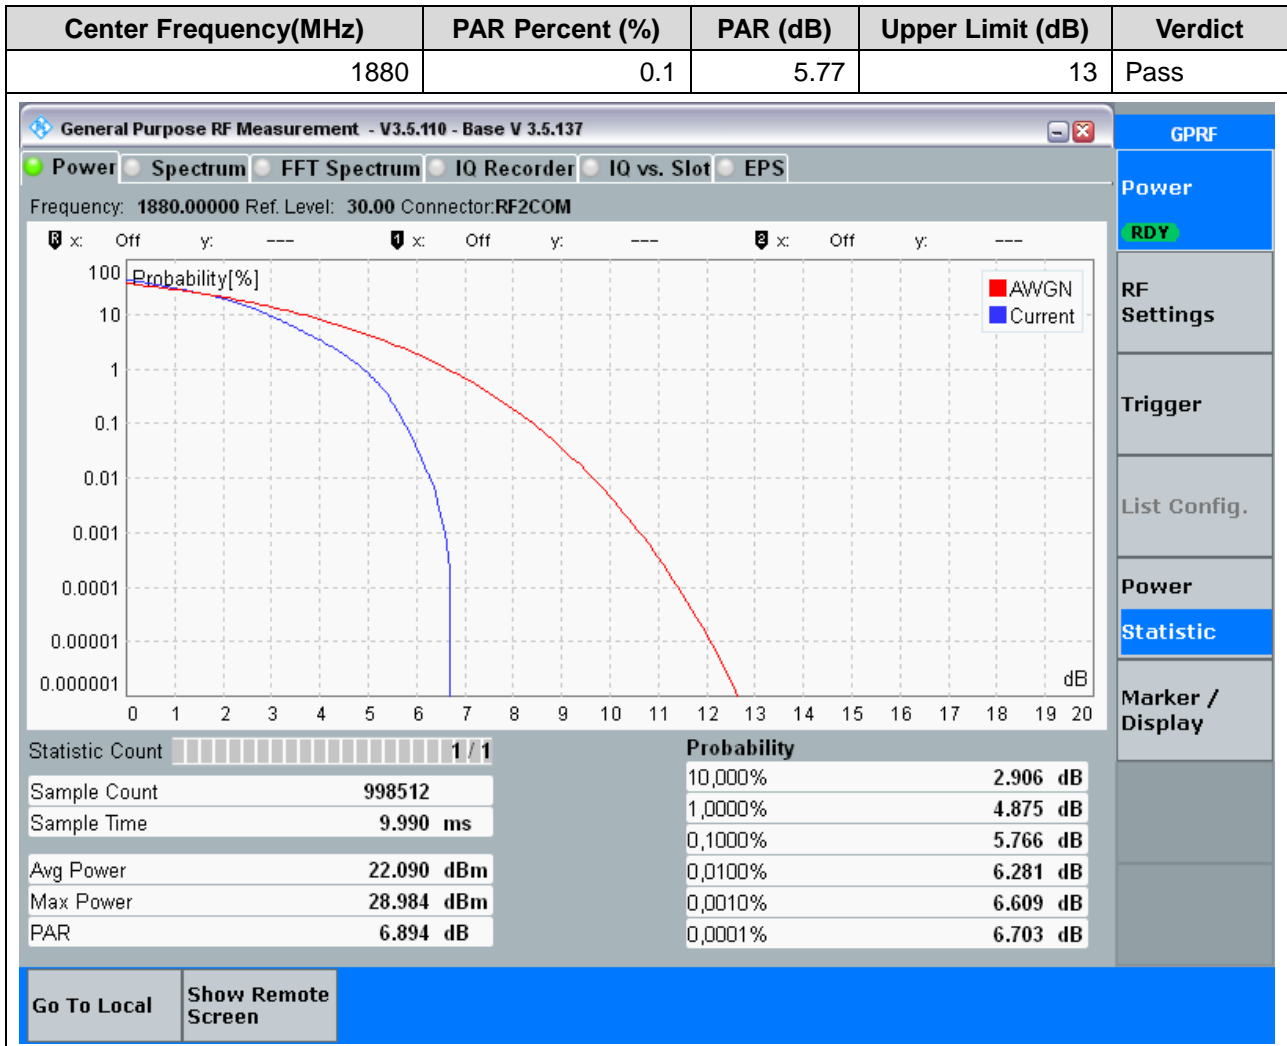 Center Frequency(MHz) PAR Percent (%) PAR (dB) Upper Limit (dB) Verdict
1880 0.1 5.77 13 Pass
General Purpose RF Measurement - V3.5.110 - Base V 3.5.137
GPRF
Power Spectrum FFT Spectrum IQ Recorder IQ vs. Slot EPS
Power
RDY
Frequency: 1880.00000 Ref. Level: 30.00 Connector:RF2COM
R x: Off y: --- 1 x: Off y: --- 2 x: Off y: ---
Probability[%]
AWGN
Current
100
10
1
0.1
0.01
0.001
0.0001
0.00001
0.000001
dB
0 1 2 3 4 5 6 7 8 9 10 11 12 13 14 15 16 17 18 19 20
RF
Settings
Trigger
List Config.
Power
Statistic
Marker /
Display
Statistic Count 1 / 1
Sample Count 998512
Sample Time 9.990 ms
Avg Power 22.090 dBm
Max Power 28.984 dBm
PAR 6.894 dB
Probability
10,000% 2.906 dB
1,0000% 4.875 dB
0,1000% 5.766 dB
0,0100% 6.281 dB
0,0010% 6.609 dB
0,0001% 6.703 dB
Go To Local
Show Remote
Screen